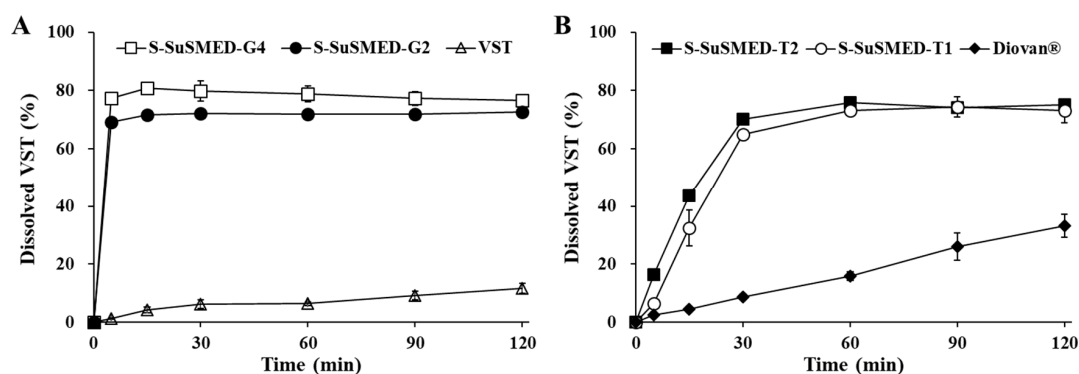 A
S-SuSMED-G4 S-SuSMED-G2 VST
100
80
60
40
20
0
Dissolved VST (%)
0 30 60 90 120
Time (min)
B
S-SuSMED-T2 S-SuSMED-T1 Diovan®
100
80
60
40
20
0
Dissolved VST (%)
0 30 60 90 120
Time (min)